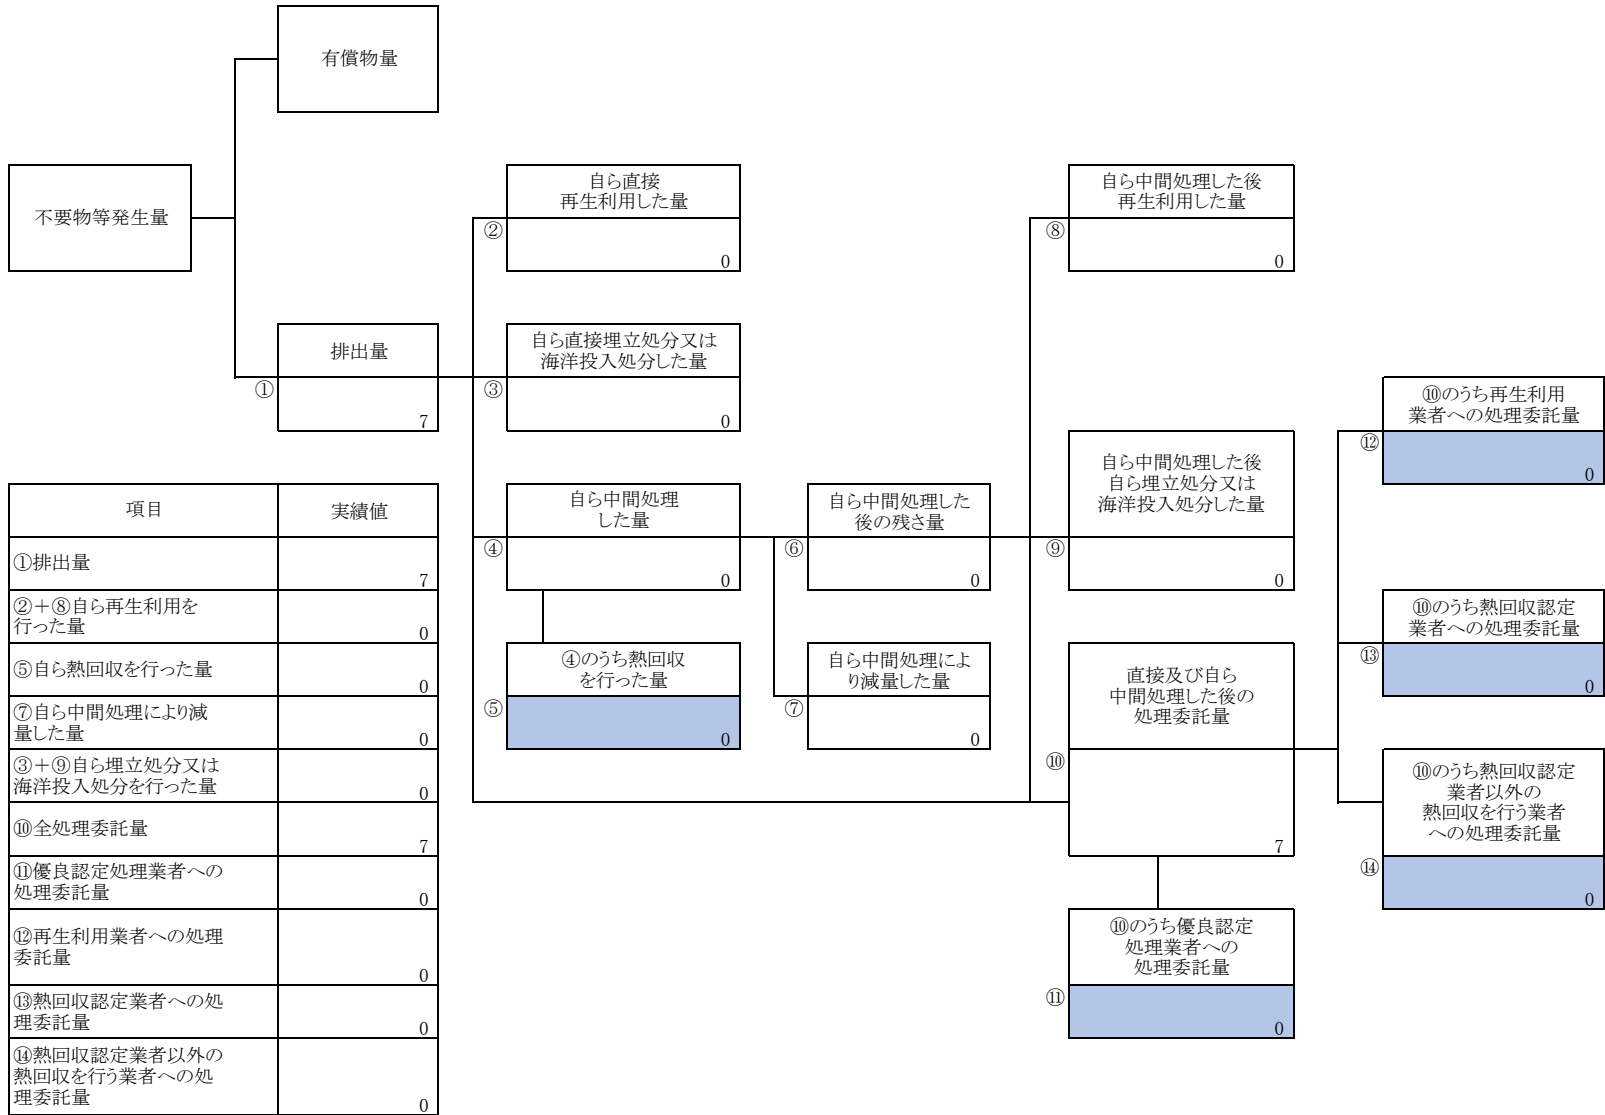 有償物量
不要物等発生量
自ら直接
再生利用した量
②
0
自ら中間処理した後
再生利用した量
⑧
0
排出量
①
7
自ら直接埋立処分又は
海洋投入処分した量
③
0
⑩のうち再生利用
業者への処理委託量
⑫
0
自ら中間処理した後
自ら埋立処分又は
海洋投入処分した量
⑨
0
自ら中間処理
した量
④
0
自ら中間処理した
後の残さ量
⑥
0
⑩のうち熱回収認定
業者への処理委託量
⑬
0
④のうち熱回収
を行った量
⑤
0
自ら中間処理によ
り減量した量
⑦
0
直接及び自ら
中間処理した後の
処理委託量
⑩
7
⑩のうち熱回収認定
業者以外の
熱回収を行う業者
への処理委託量
⑭
0
⑩のうち優良認定
処理業者への
処理委託量
⑪
0
項目 実績値
①排出量
7
②+⑧自ら再生利用を
行った量
0
⑤自ら熱回収を行った量
0
⑦自ら中間処理により減
量した量
0
③+⑨自ら埋立処分又は
海洋投入処分を行った量
0
⑩全処理委託量
7
⑪優良認定処理業者への
処理委託量
0
⑫再生利用業者への処理
委託量
0
⑬熱回収認定業者への処
理委託量
0
⑭熱回収認定業者以外の
熱回収を行う業者への処
理委託量
0